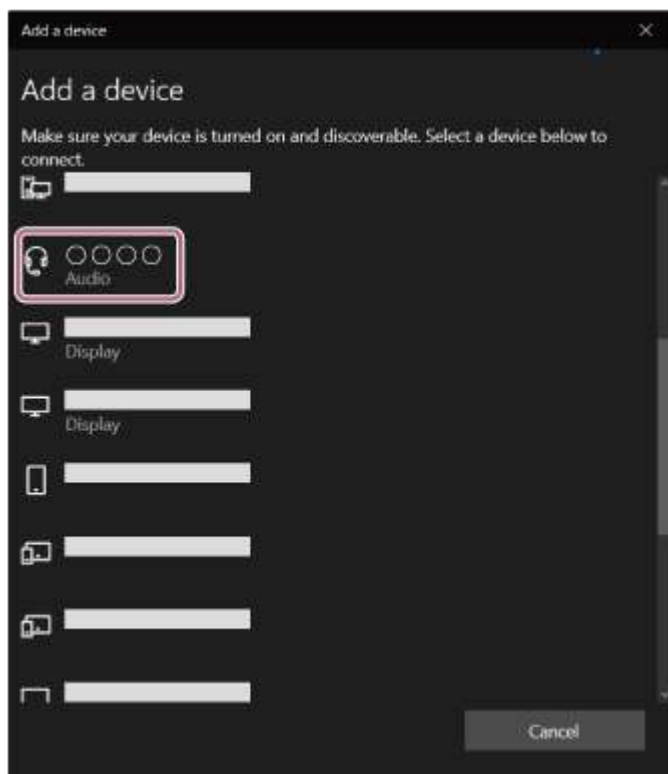 Add a device
Add a device
Make sure your device is turned on and discoverable. Select a device below to
connect.
○○○○
Audio
Display
Display
Cancel